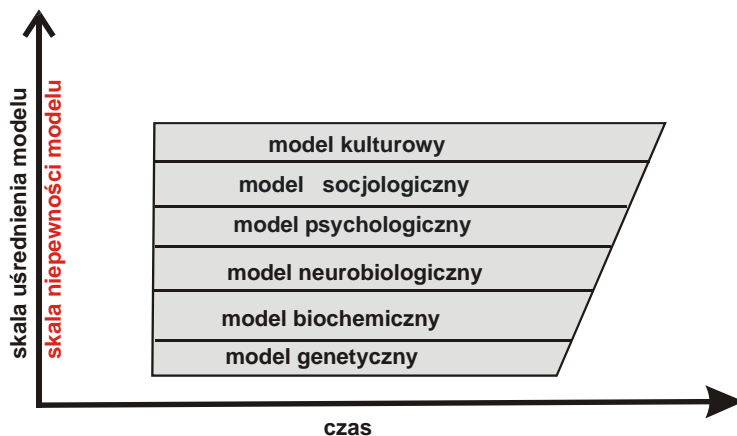 skala uśrednienia modelu
skala niepewności modelu
model kulturowy
model socjologiczny
model psychologiczny
model neurobiologiczny
model biochemiczny
model genetyczny
czas